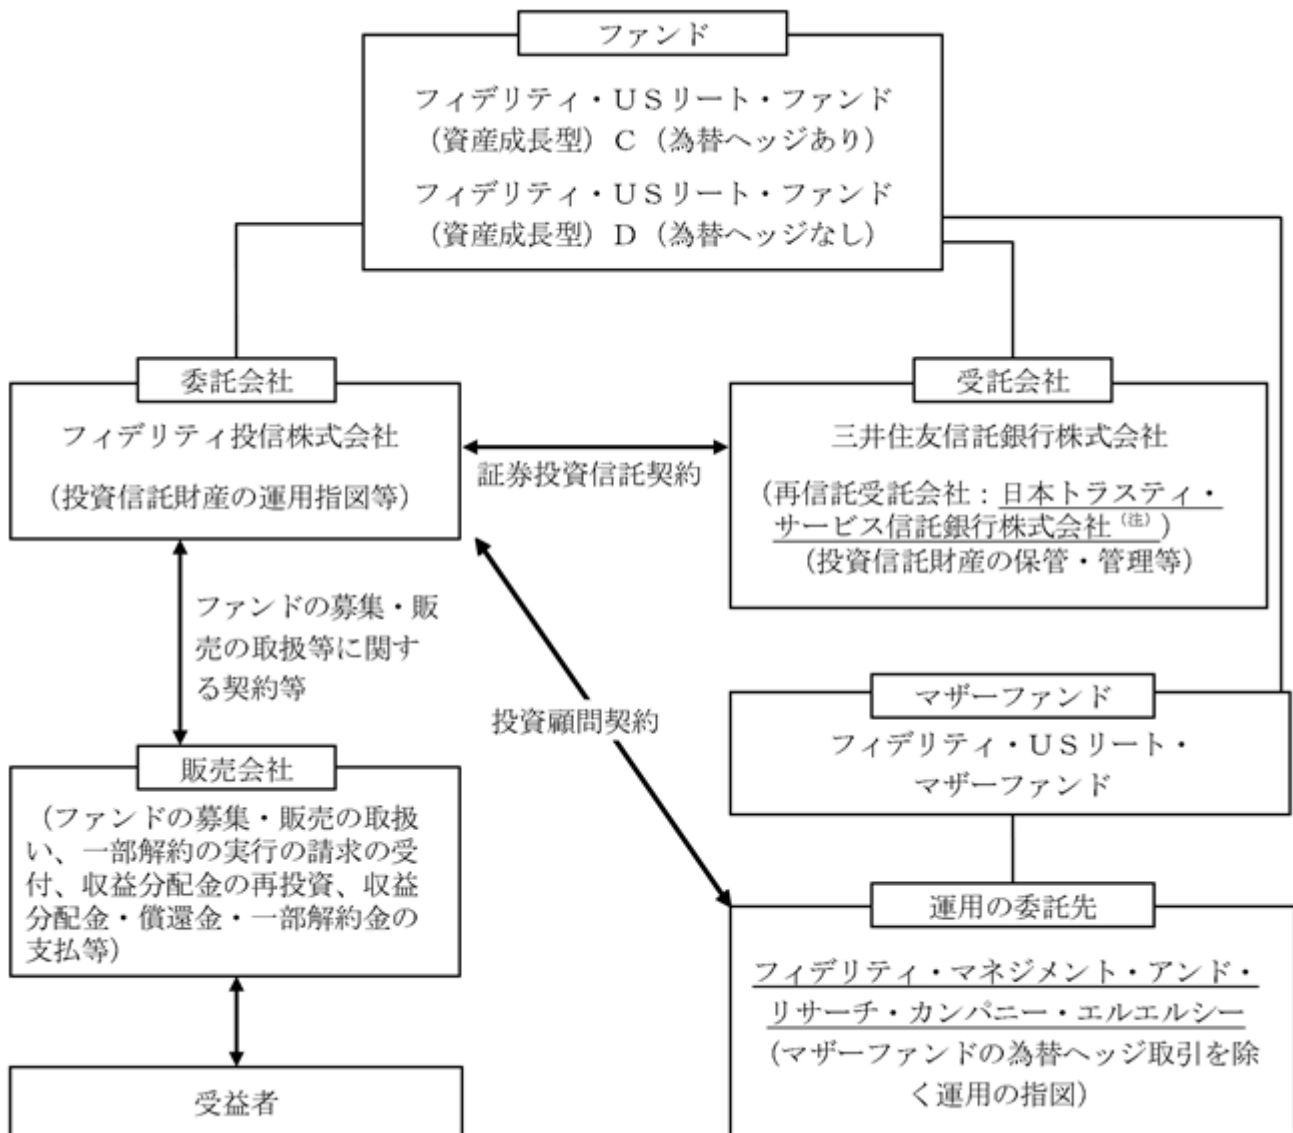 ファンド
フィデリティ・ＵＳリート・ファンド
（資産成長型）Ｃ（為替ヘッジあり）
フィデリティ・ＵＳリート・ファンド
（資産成長型）Ｄ（為替ヘッジなし）
委託会社
フィデリティ投信株式会社
（投資信託財産の運用指図等）
証券投資信託契約
受託会社
三井住友信託銀行株式会社
（再信託受託会社：日本トラスティ・
サービス信託銀行株式会社（注））
（投資信託財産の保管・管理等）
ファンドの募集・販
売の取扱等に関す
る契約等
投資顧問契約
マザーファンド
フィデリティ・ＵＳリート・
マザーファンド
販売会社
（ファンドの募集・販売の取扱
い、一部解約の実行の請求の受
付、収益分配金の再投資、収益
分配金・償還金・一部解約金の
支払等）
運用の委託先
フィデリティ・マネジメント・アンド・
リサーチ・カンパニー・エルエルシー
（マザーファンドの為替ヘッジ取引を除
く運用の指図）
受益者